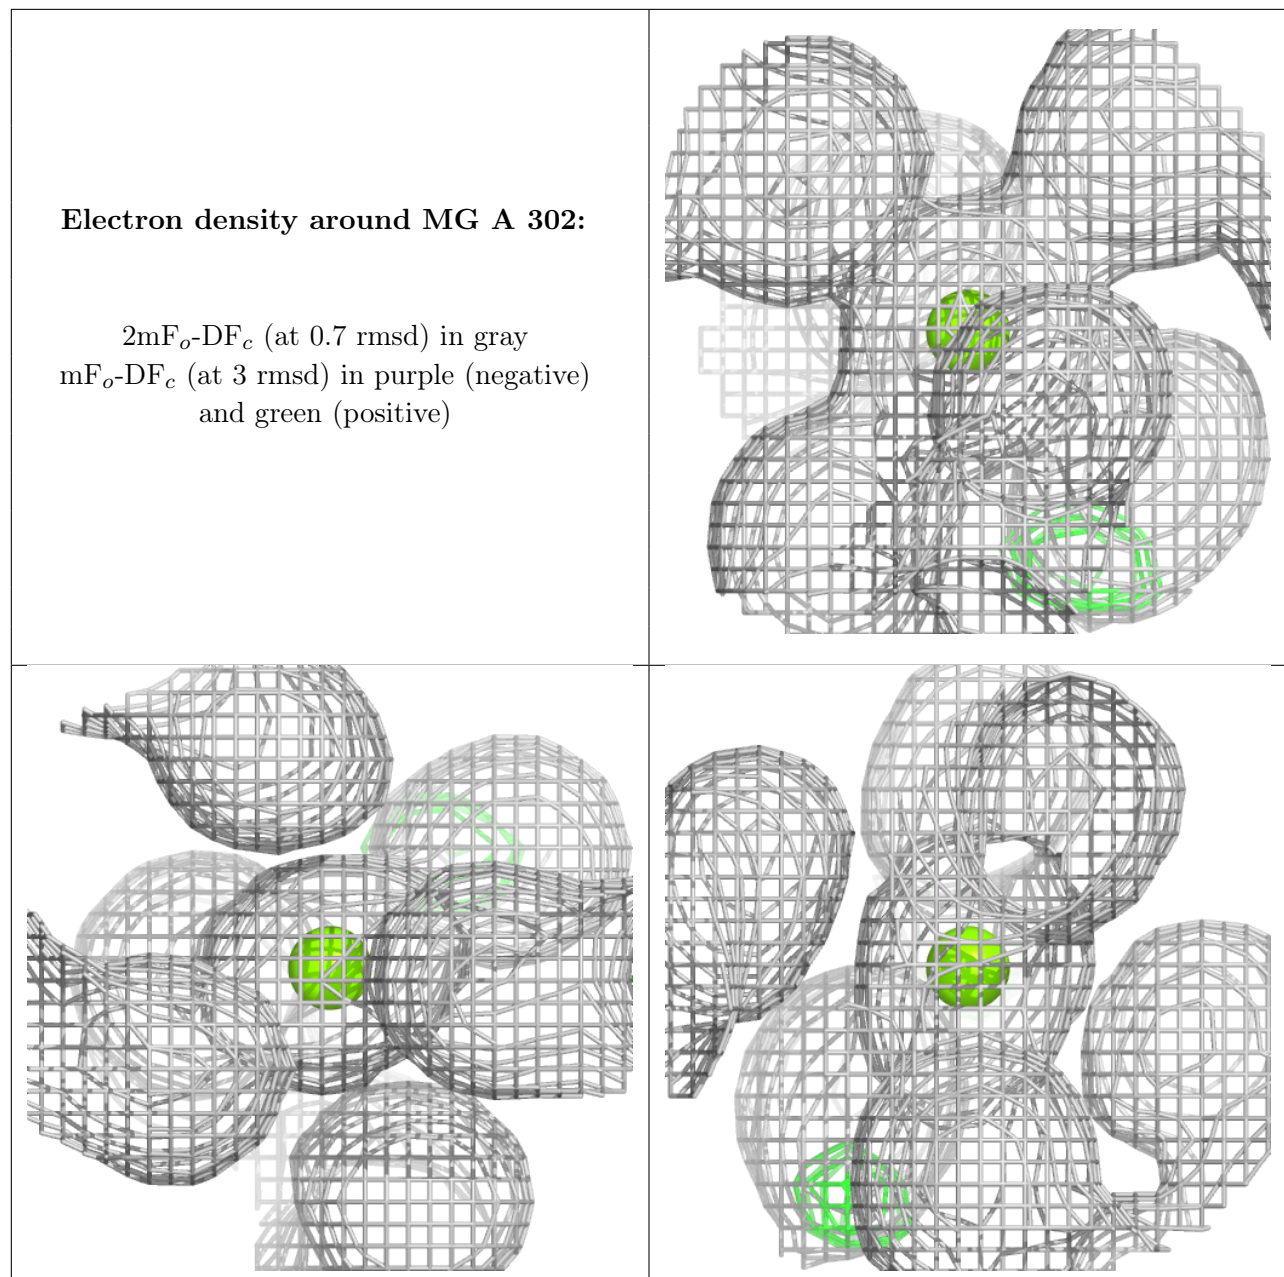 Electron density around MG A 302:
2mFo-DFc (at 0.7 rmsd) in gray
mFo-DFc (at 3 rmsd) in purple (negative)
and green (positive)